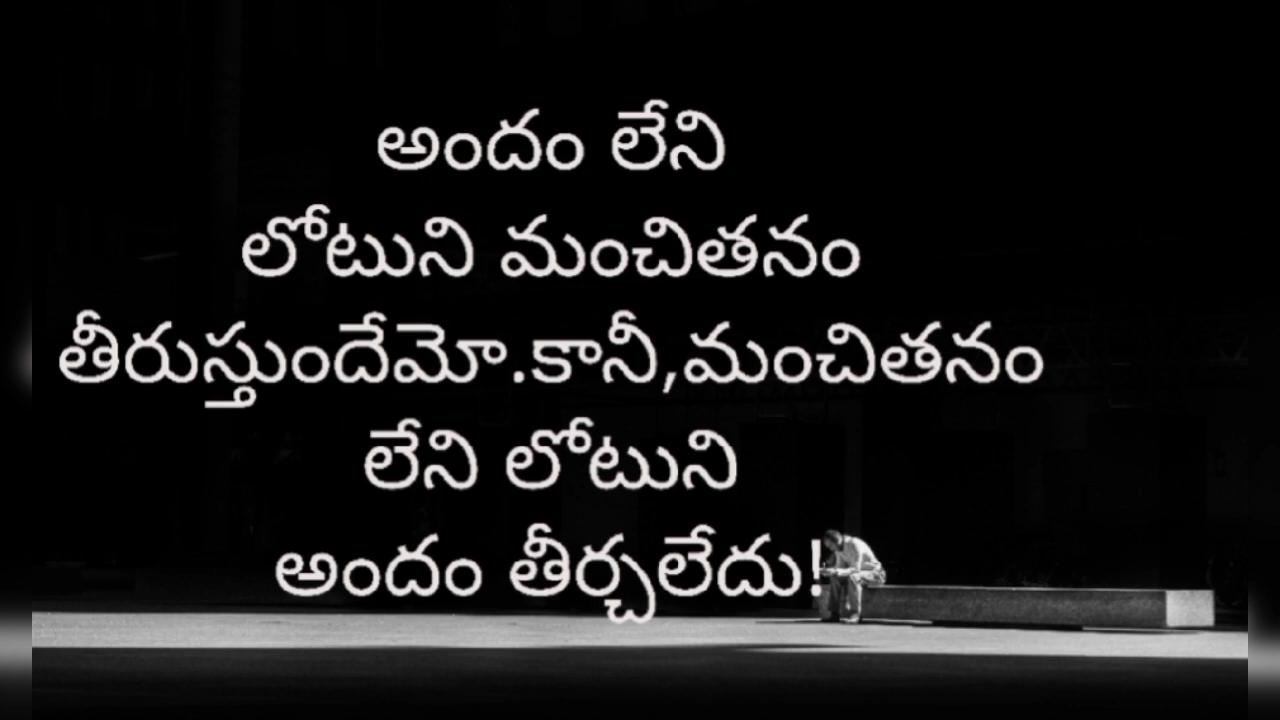 అందం లేని
లోటుని మంచితనం
తీరుస్తుందేమో.కానీ,మంచితనం
లేని లోటుని
అందం తీర్చలేదు!